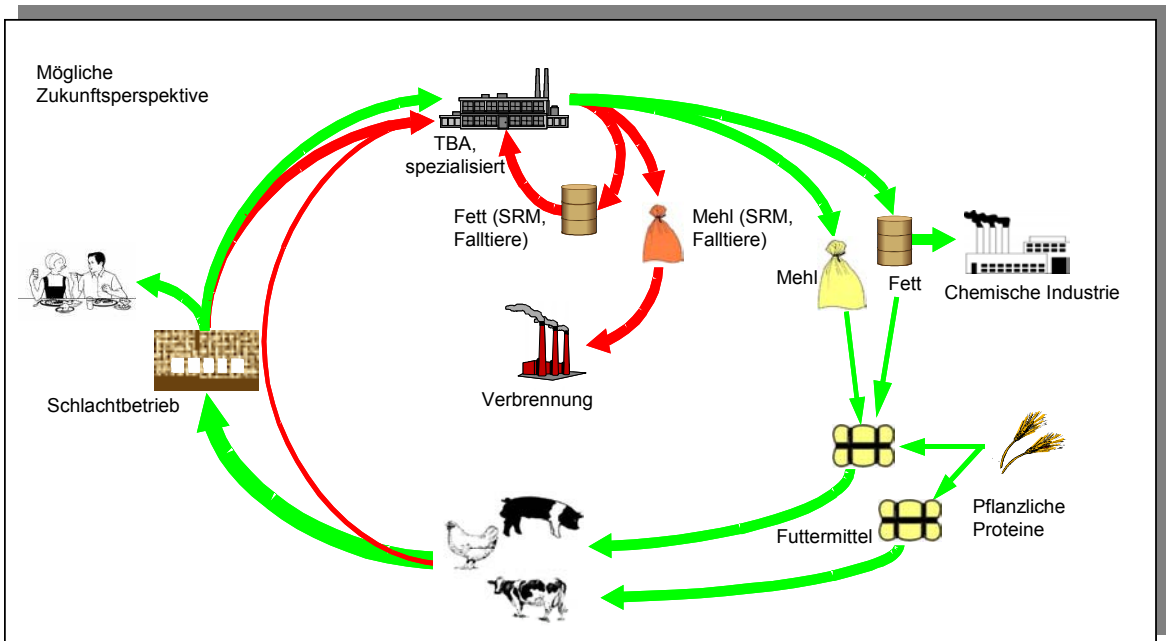 Mögliche
Zukunftsperspektive
TBA,
spezialisiert
Fett (SRM,
Falltiere)
Mehl (SRM,
Falltiere)
Mehl
Fett
Chemische Industrie
Schlachtbetrieb
Verbrennung
Futtermittel
Pflanzliche
Proteine